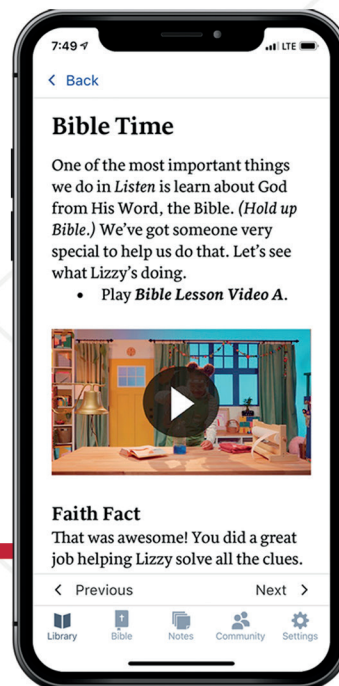 7:49
LTE
Back
Bible Time
One of the most important things
we do in Listen is learn about God
from His Word, the Bible. (Hold up
Bible.) We've got someone very
special to help us do that. Let's see
what Lizzy's doing.
• Play Bible Lesson Video A.
Faith Fact
That was awesome! You did a great
job helping Lizzy solve all the clues.
Previous Next
Library Bible Notes Community Settings